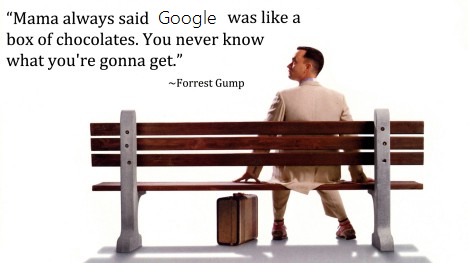 “Mama always said Google was like a
box of chocolates. You never know
what you're gonna get.”
~Forrest Gump